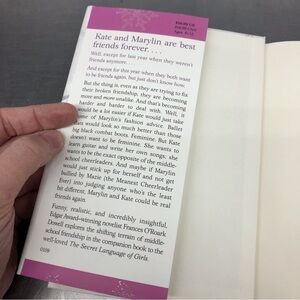 Kate and Marylin are best
friends forever. . . .
Well, except for last year when they weren't
friends anymore. . . .
And except for this year when they both want
to be friends again, but just don't know how.
But the thing is, even as they are trying to fix
their broken friendship, they are becoming
more and more unalike. And that's becoming
harder and harder to deal with. Well, it
would be a lot easier if Kate would just take
some of Marylin's fashion advice. Ballet
flats would look so much better than those
big black combat boots. Feminine. But Kate
doesn't want to be feminine. She wants to
learn guitar and write her own songs, she
wants to be the exact opposite of the middle-
school cheerleaders. And maybe if Marylin
would just stick up for herself and not get
bullied by Mazie (the Meanest Cheerleader
Ever) into judging anyone who's the least
bit different, Marylin and Kate could be real
friends again.
Funny, realistic, and incredibly insightful,
Edgar Award-winning novelist Frances O'Roark
Dowell explores the shifting terrain of middle-
school friendship in the companion book to the
well-loved The Secret Language of Girls.
0109